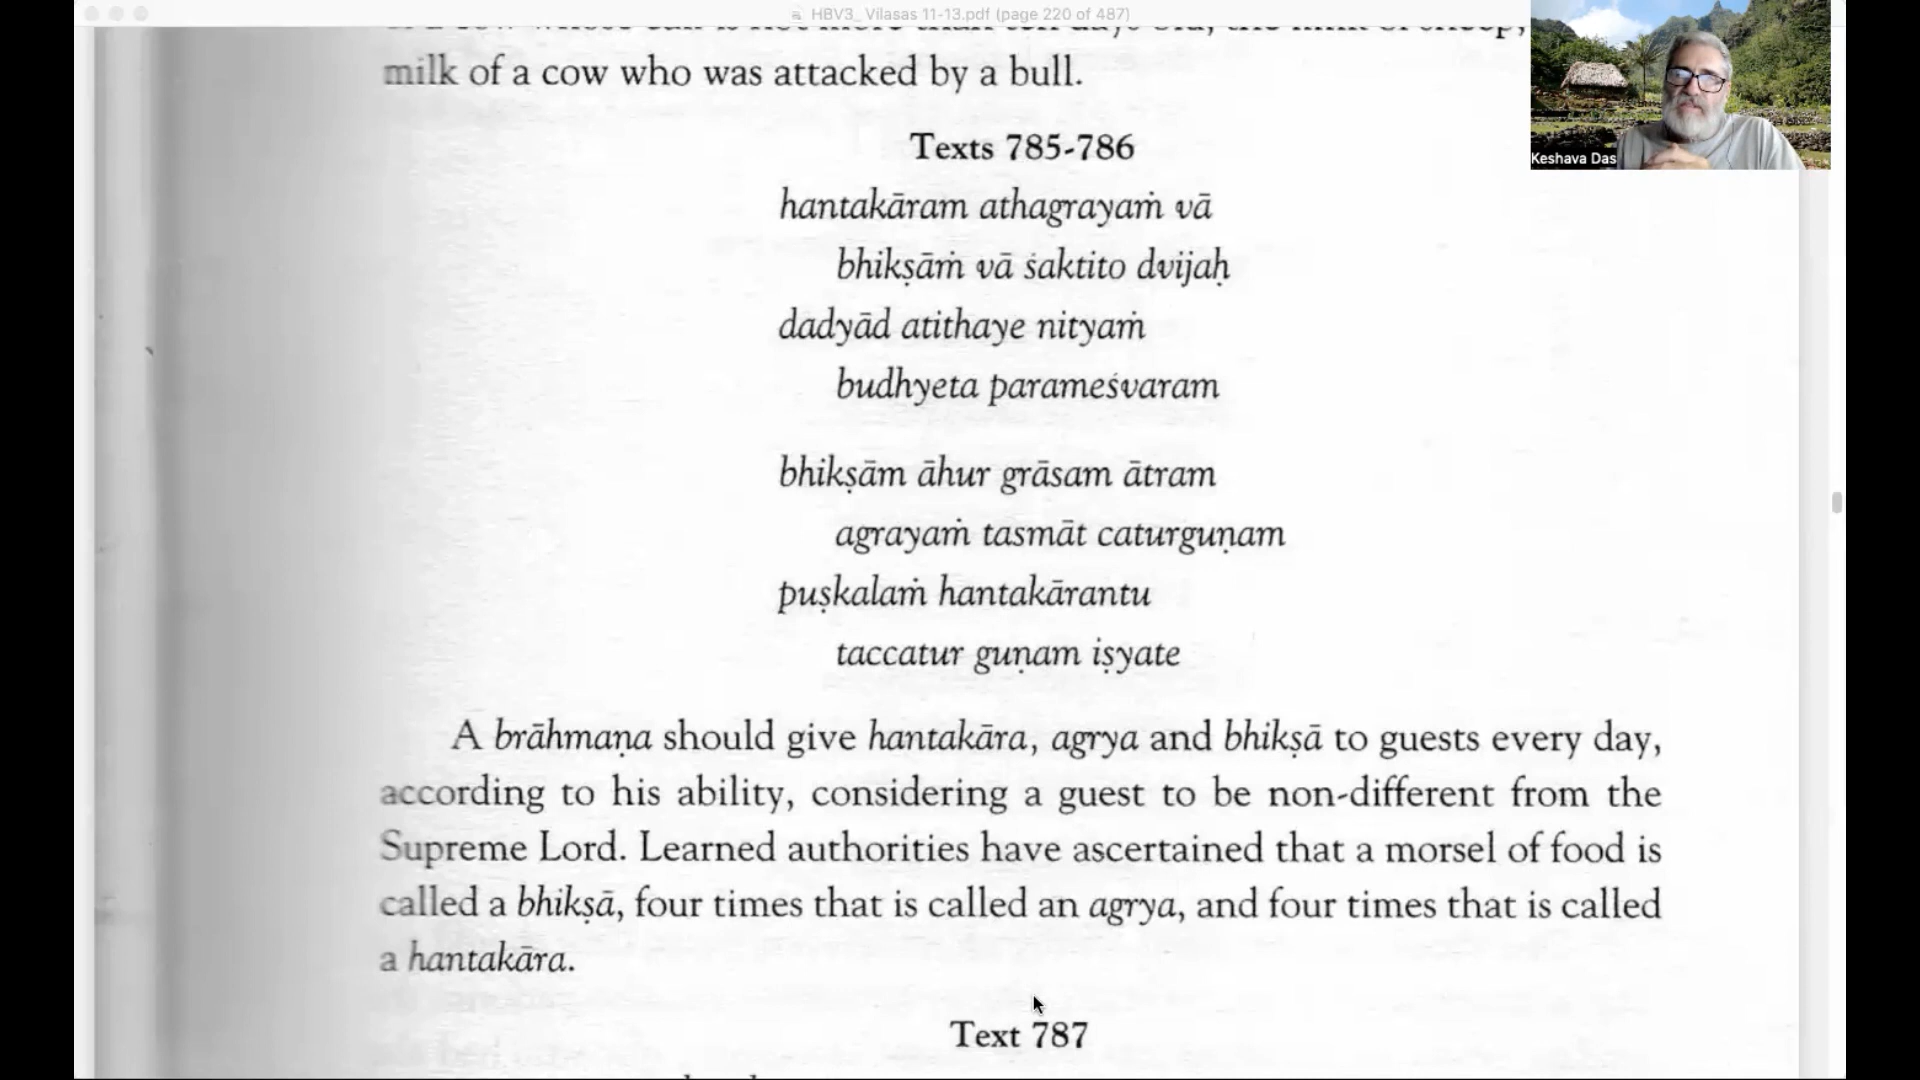 HBV3_ Vilasas 11-13.pdf (page 220 of 487)
milk of a cow who was attacked by a bull.
Keshava Das
Texts 785-786
hantakāram athagrayaṁ vā
bhikṣāṁ vā śaktito dvijaḥ
dadyād atithaye nityaṁ
budhyeta parameśvaram
bhikṣām āhur grāsam ātram
agrayaṁ tasmāt caturguṇam
puṣkalaṁ hantakārantu
taccatur guṇam iṣyate
A brāhmaṇa should give hantakāra, agrya and bhikṣā to guests every day,
according to his ability, considering a guest to be non-different from the
Supreme Lord. Learned authorities have ascertained that a morsel of food is
called a bhikṣā, four times that is called an agrya, and four times that is called
a hantakāra.
Text 787